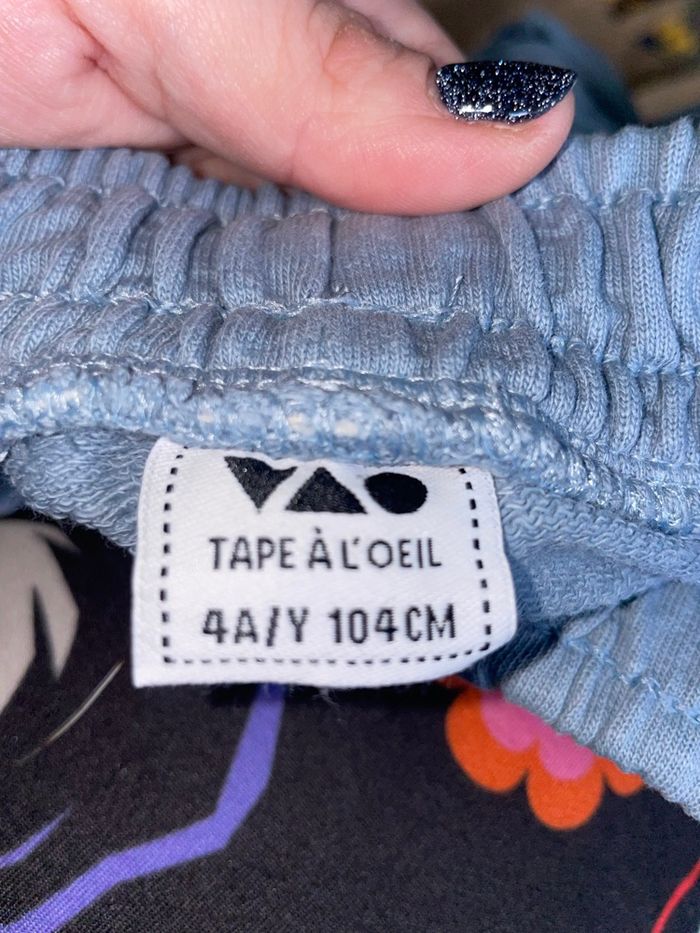 TAPE À L'OEIL
4A/Y 104CM